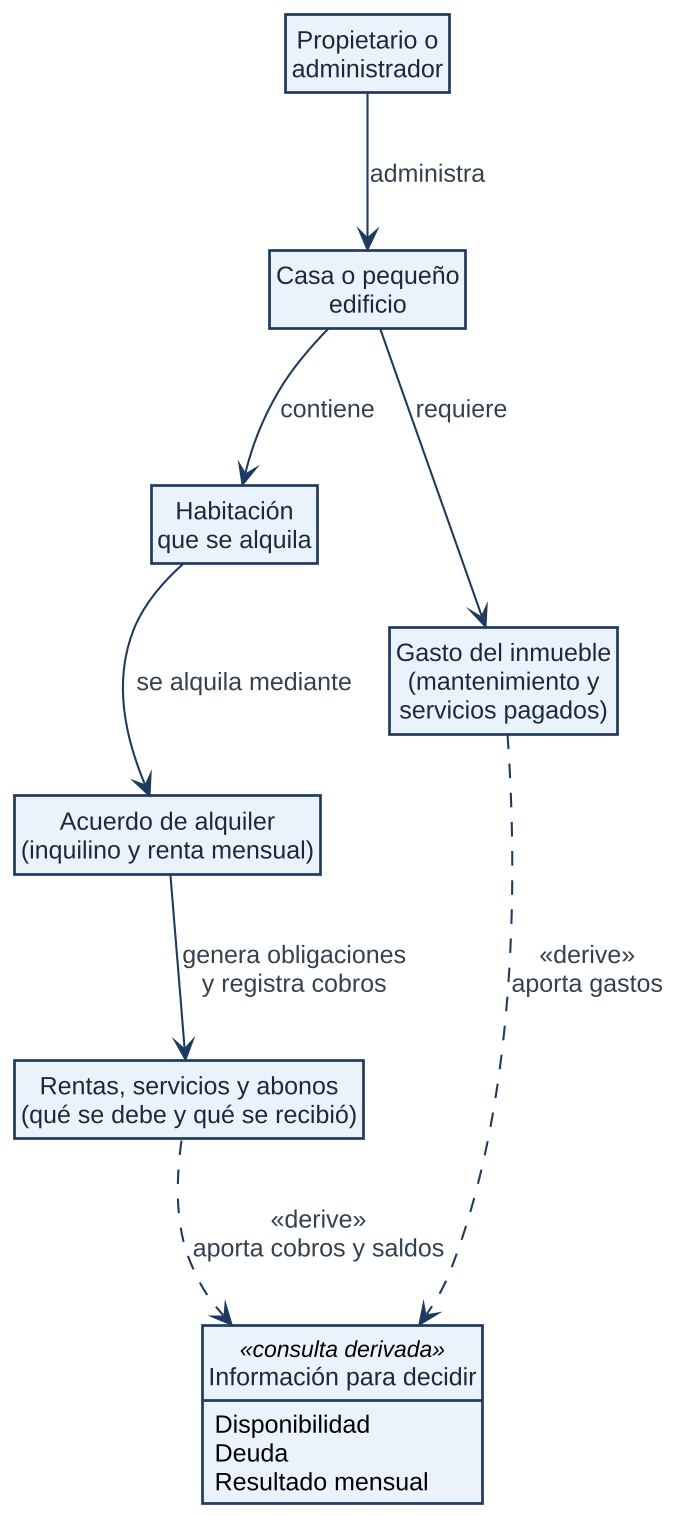 Propietario o
administrador
administra
Casa o pequeño
edificio
contiene
requiere
Habitación
que se alquila
Gasto del inmueble
(mantenimiento y
servicios pagados)
se alquila mediante
Acuerdo de alquiler
(inquilino y renta mensual)
genera obligaciones
y registra cobros
«derive»
aporta gastos
Rentas, servicios y abonos
(qué se debe y qué se recibió)
«derive»
aporta cobros y saldos
«consulta derivada»
Información para decidir
Disponibilidad
Deuda
Resultado mensual